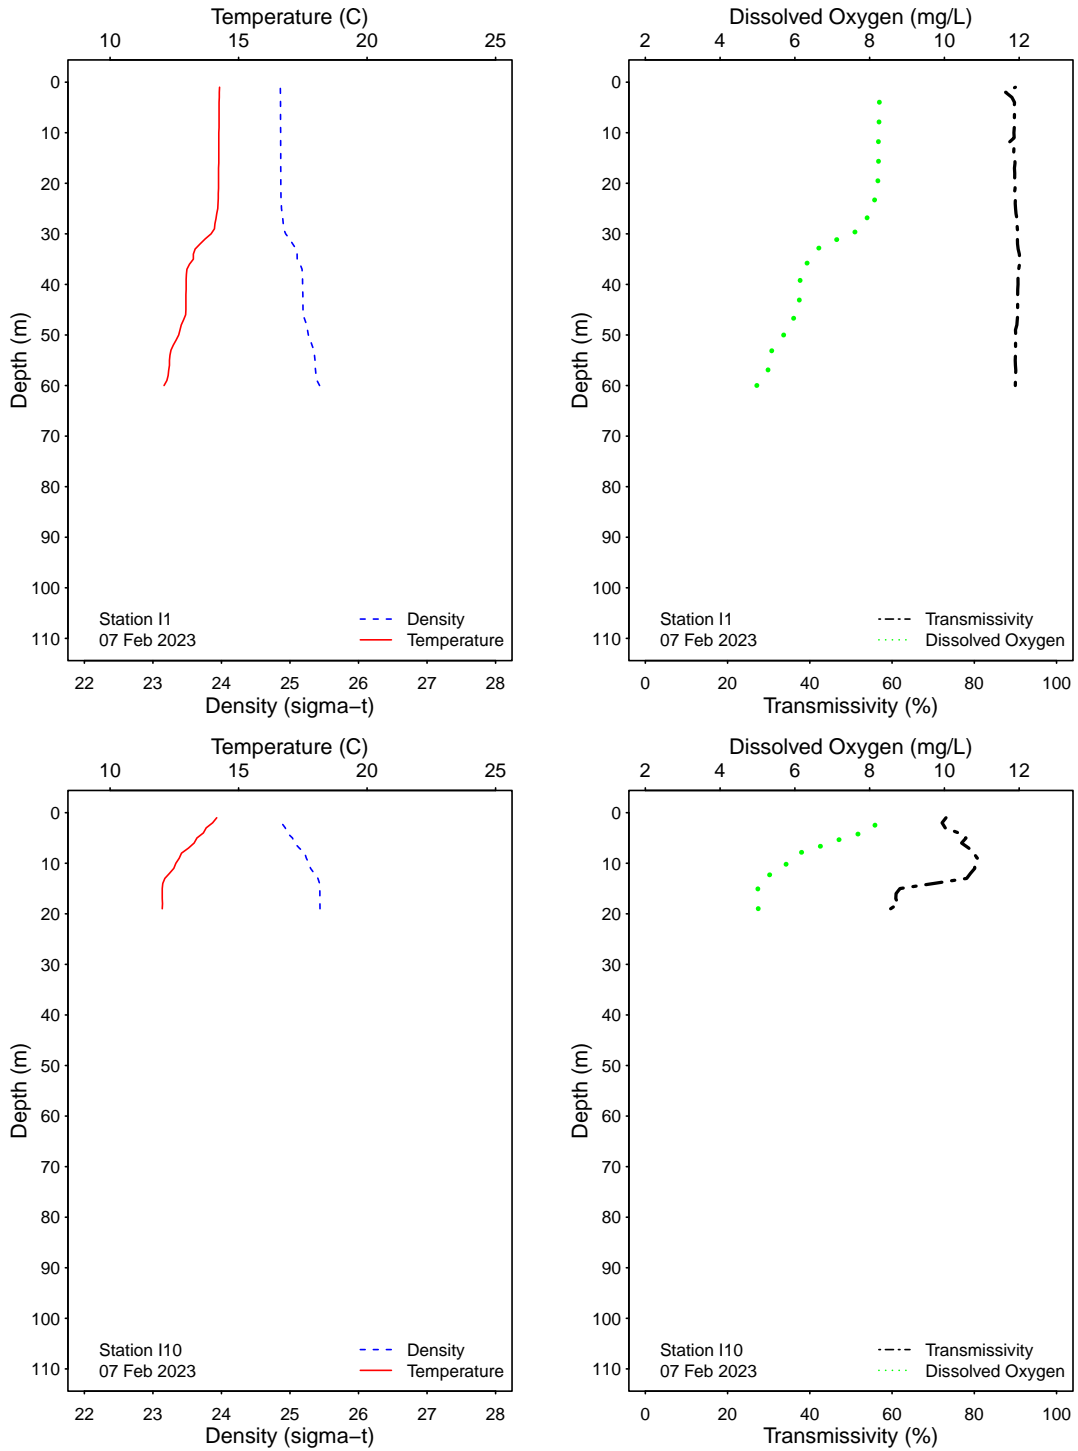 Temperature (C)
10 15 20 25
0
10
20
30
40
50
60
70
80
90
100
110
Depth (m)
Station I1
07 Feb 2023
Density
Temperature
22 23 24 25 26 27 28
Density (sigma−t)
Dissolved Oxygen (mg/L)
2 4 6 8 10 12
0
10
20
30
40
50
60
70
80
90
100
110
Depth (m)
Station I1
07 Feb 2023
Transmissivity
Dissolved Oxygen
0 20 40 60 80 100
Transmissivity (%)
Temperature (C)
10 15 20 25
0
10
20
30
40
50
60
70
80
90
100
110
Depth (m)
Station I10
07 Feb 2023
Density
Temperature
22 23 24 25 26 27 28
Density (sigma−t)
Dissolved Oxygen (mg/L)
2 4 6 8 10 12
0
10
20
30
40
50
60
70
80
90
100
110
Depth (m)
Station I10
07 Feb 2023
Transmissivity
Dissolved Oxygen
0 20 40 60 80 100
Transmissivity (%)